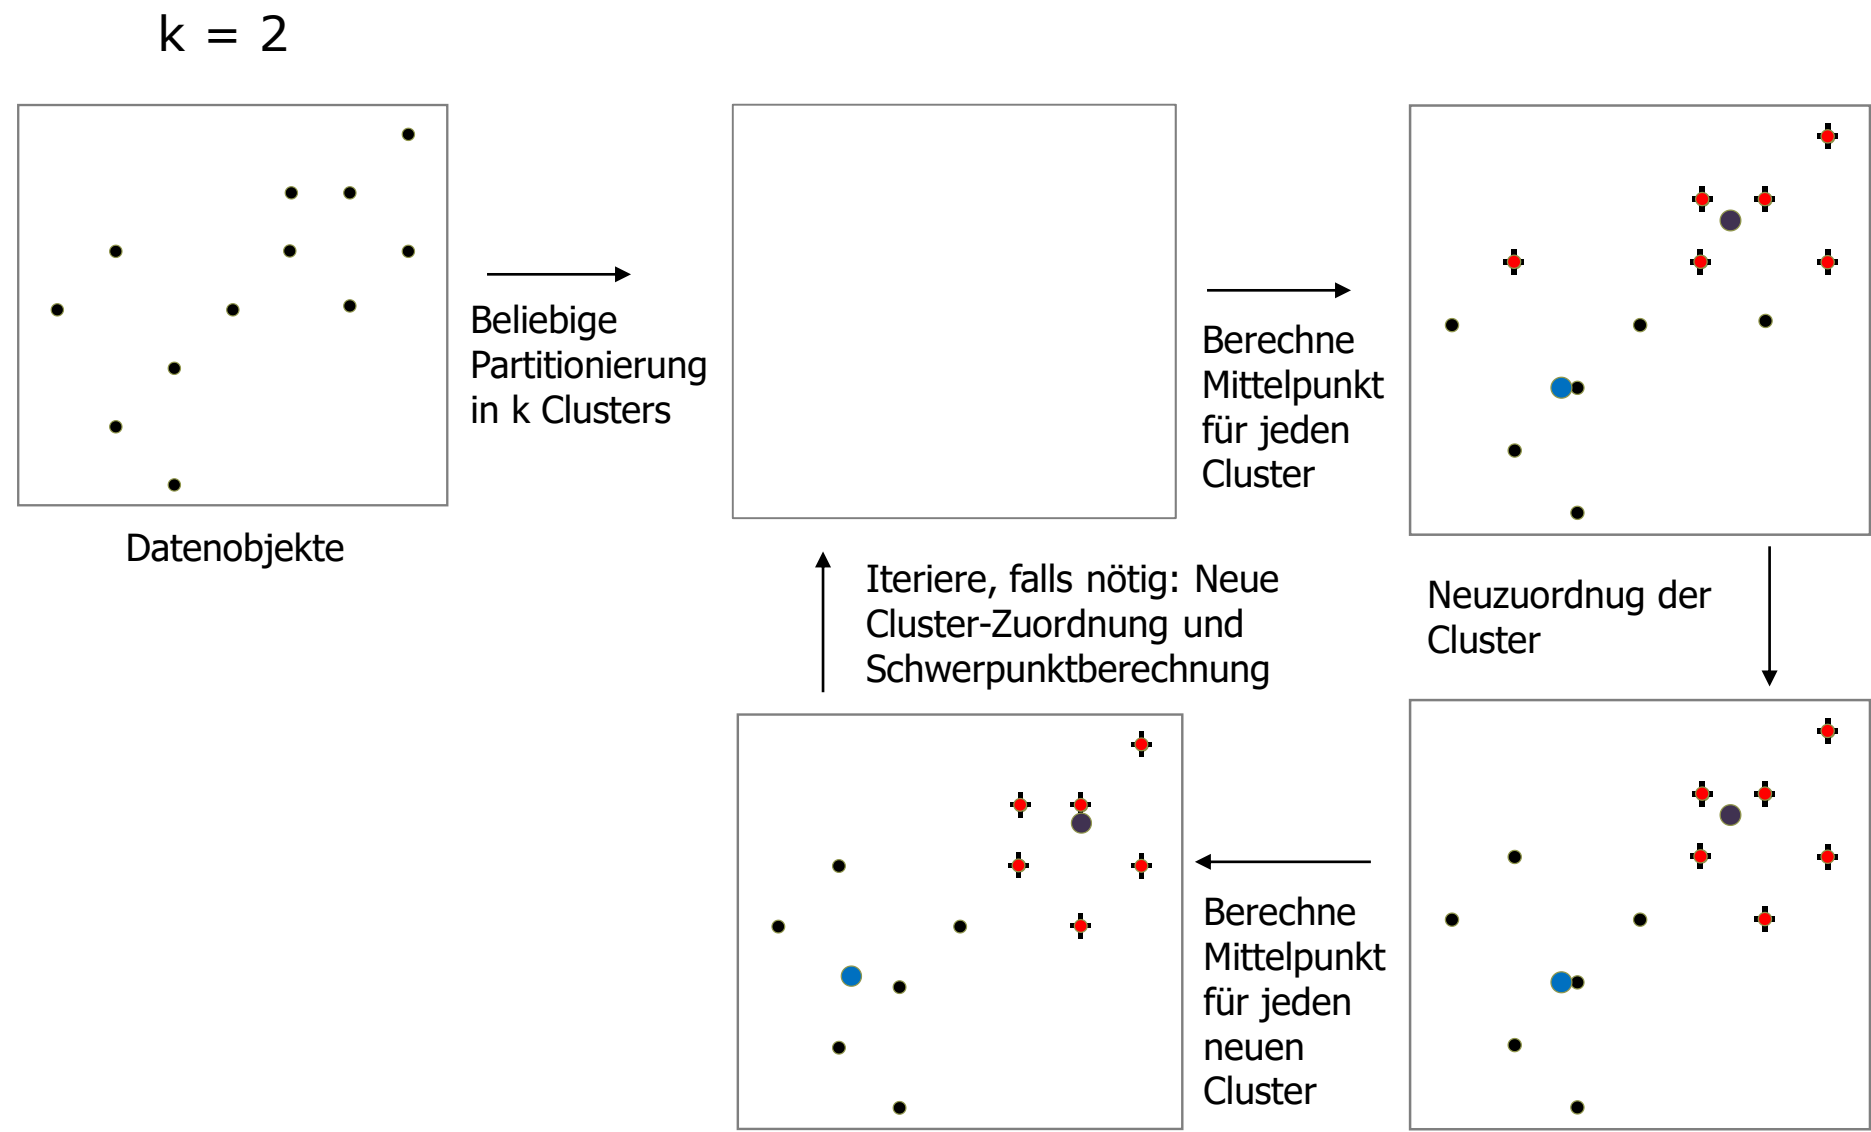 k = 2
Beliebige
Partitionierung
in k Clusters
Datenobjekte
Berechne
Mittelpunkt
für jeden
Cluster
Neuzuordnug der
Cluster
Iteriere, falls nötig: Neue
Cluster-Zuordnung und
Schwerpunktberechnung
Berechne
Mittelpunkt
für jeden
neuen
Cluster